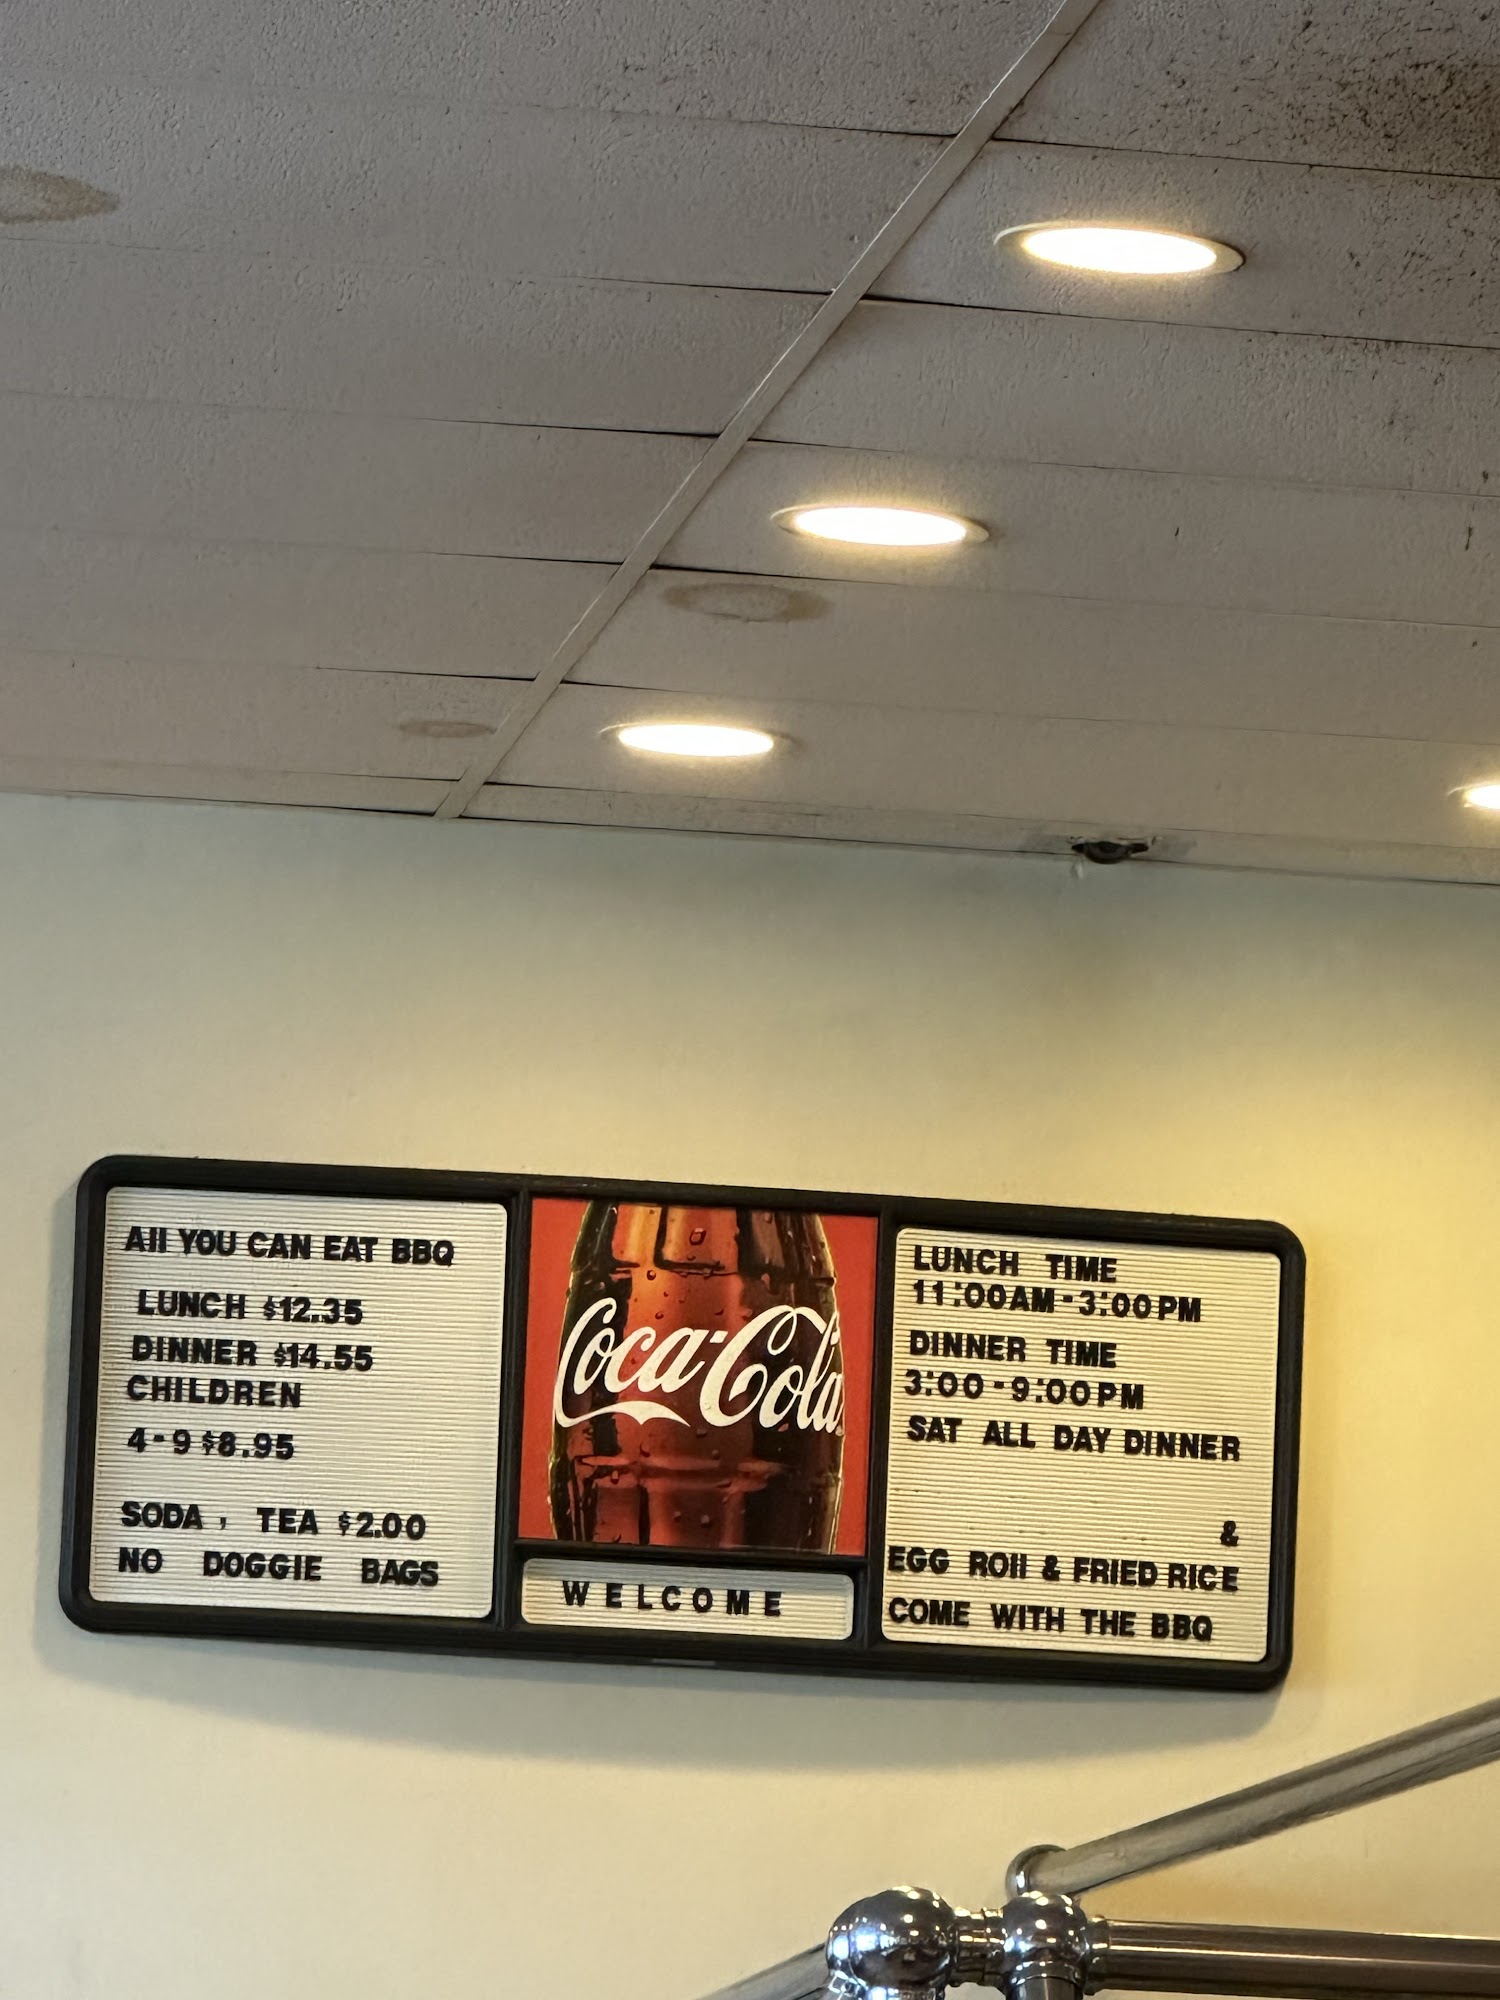 All YOU CAN EAT BBQ
LUNCH $12.35
DINNER $14.55
CHILDREN
4-9 $8.95
SODA , TEA $2.00
NO DOGGIE BAGS
Coca-Cola
WELCOME
LUNCH TIME
11:00AM-3:00PM
DINNER TIME
3:00-9:00PM
SAT ALL DAY DINNER
&
EGG ROll & FRIED RICE
COME WITH THE BBQ